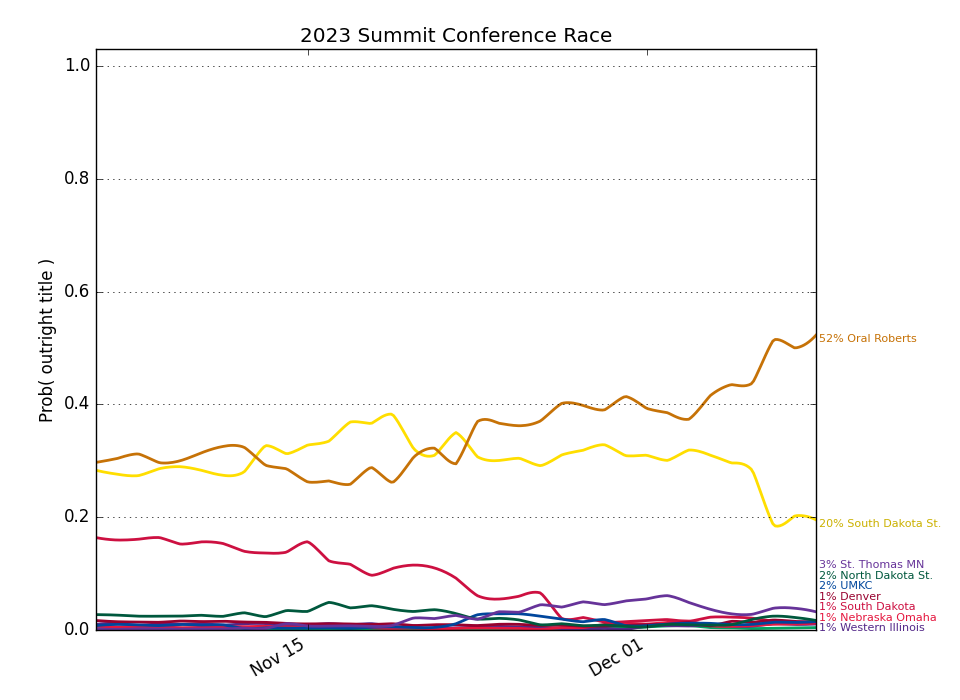 2023 Summit Conference Race
Prob( outright title )
1.0
0.8
0.6
0.4
0.2
0.0
Nov 15
Dec 01
52% Oral Roberts
20% South Dakota St.
3% St. Thomas MN
2% North Dakota St.
2% UMKC
1% Denver
1% South Dakota
1% Nebraska Omaha
1% Western Illinois